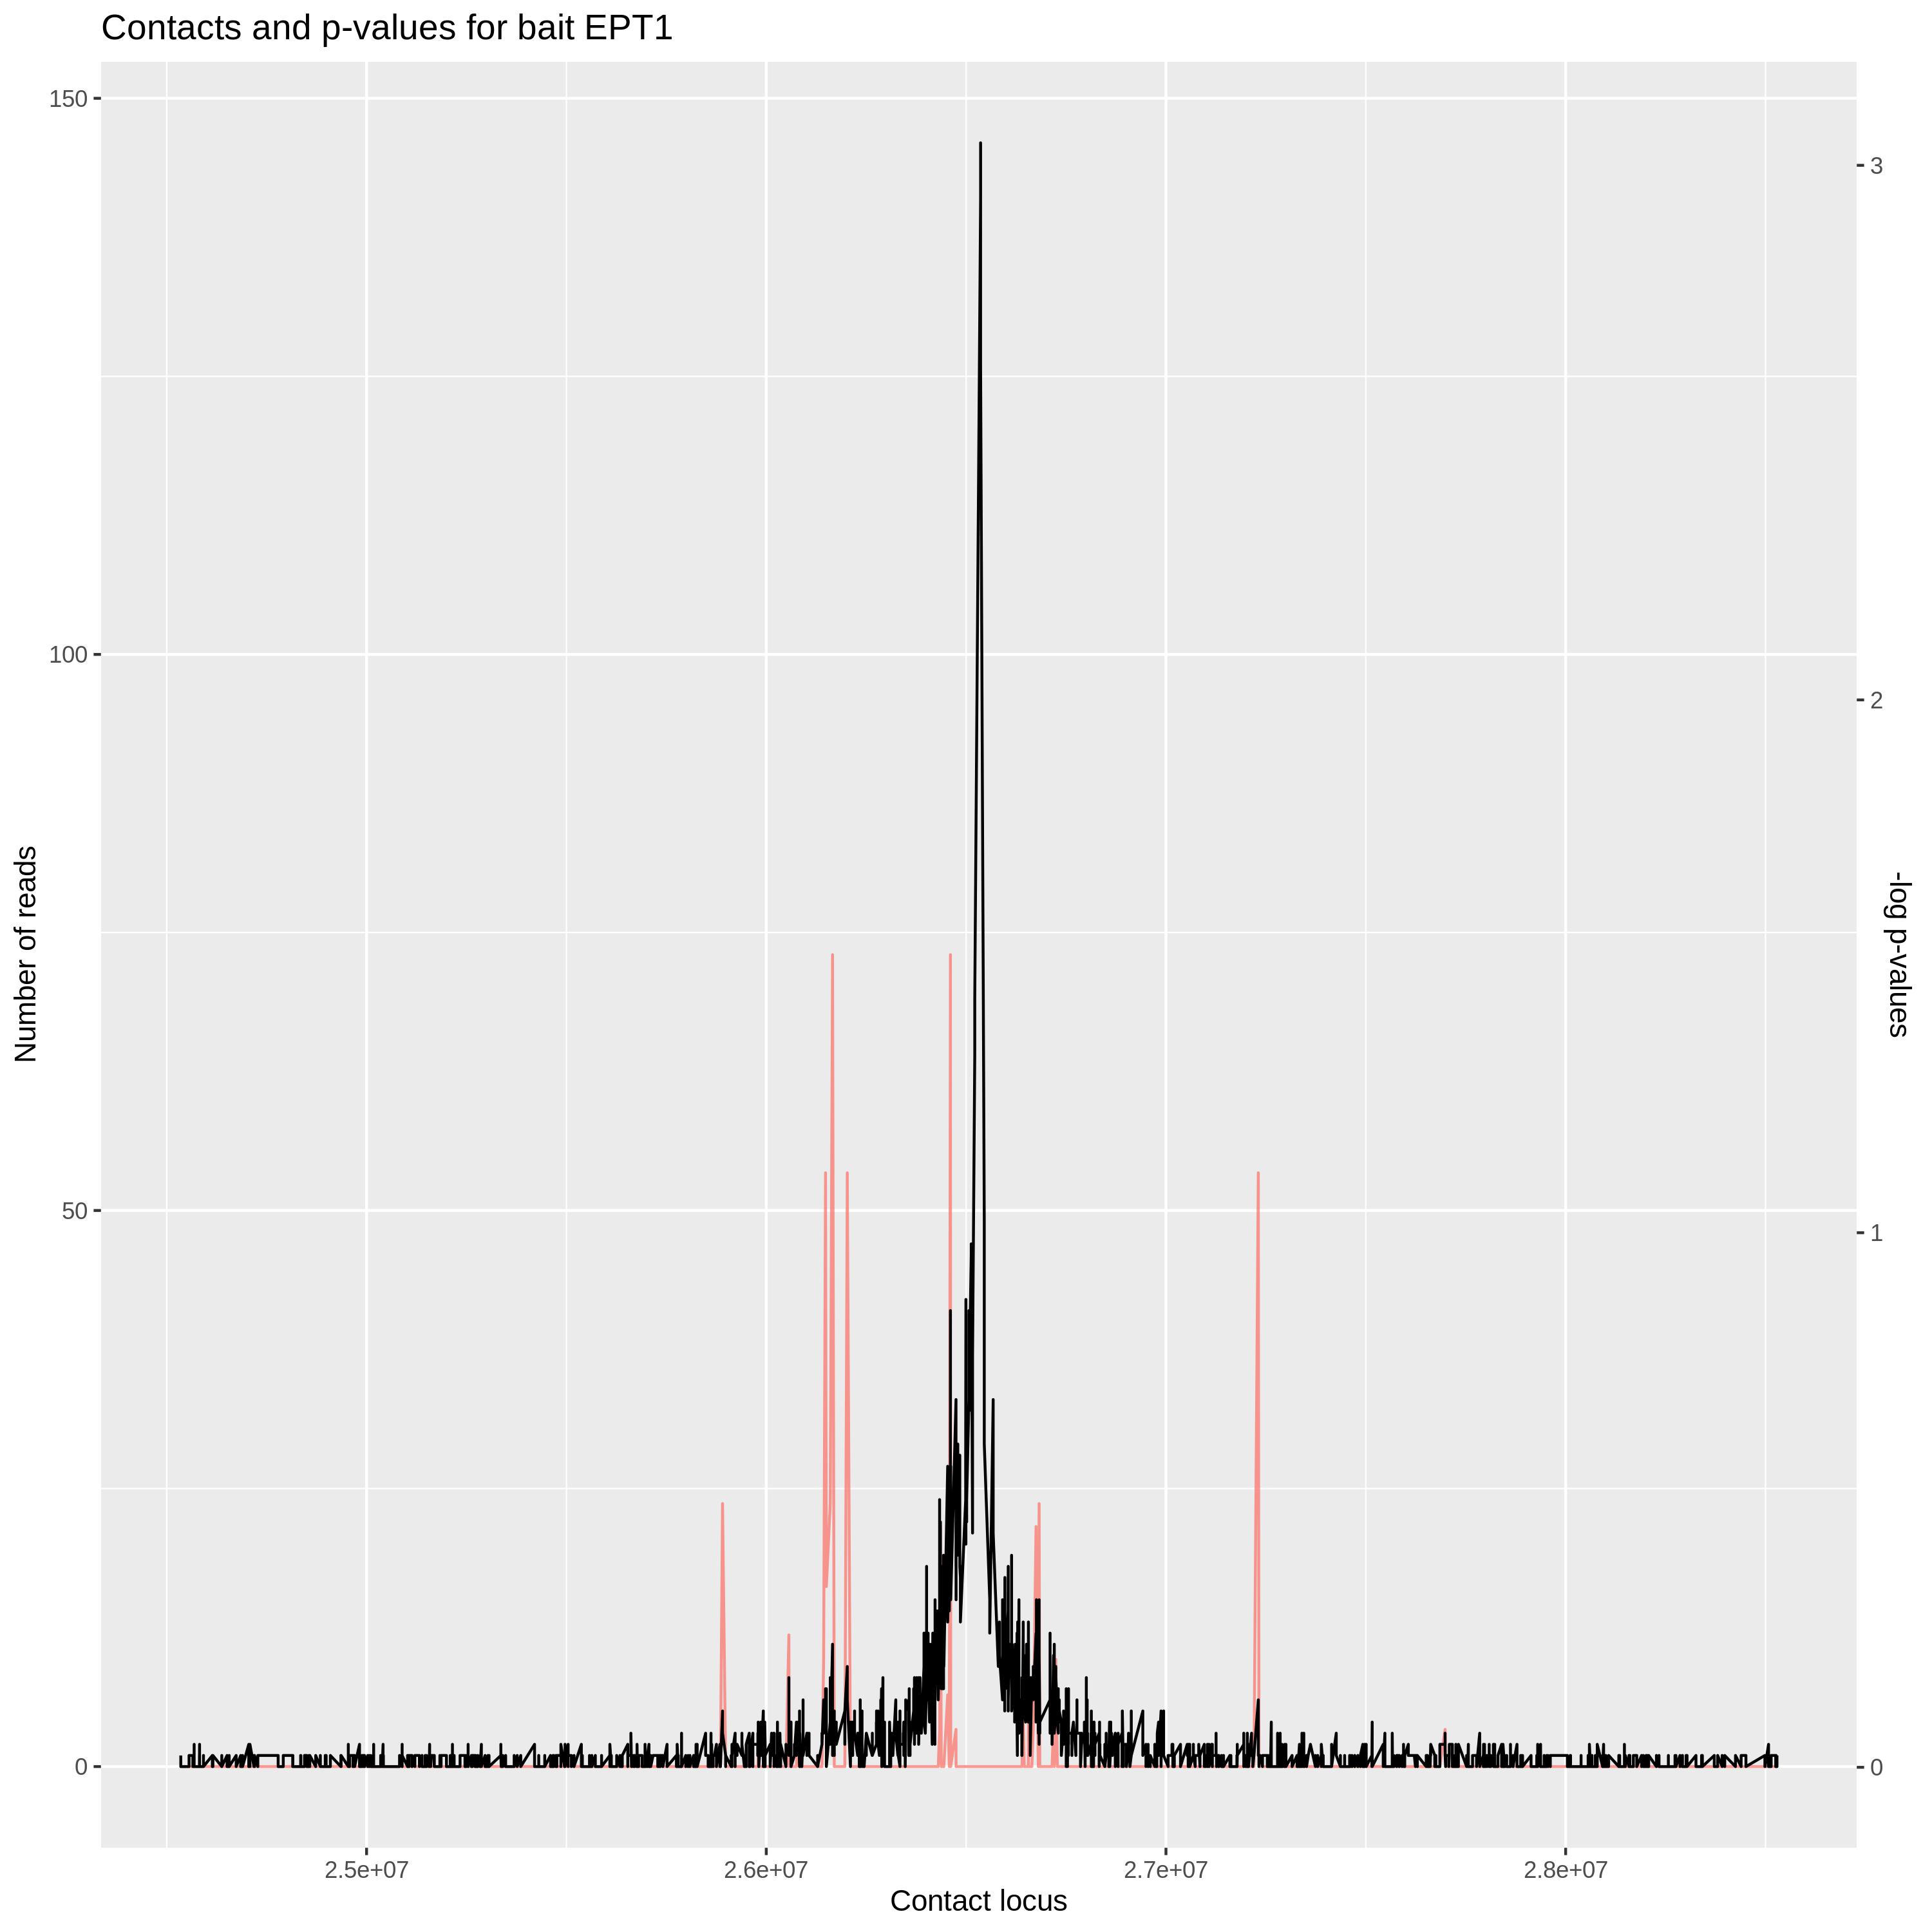 Contacts and p-values for bait EPT1
150
100
50
0
Number of reads
3
2
1
0
-log p-values
2.5e+07
2.6e+07
2.7e+07
2.8e+07
Contact locus